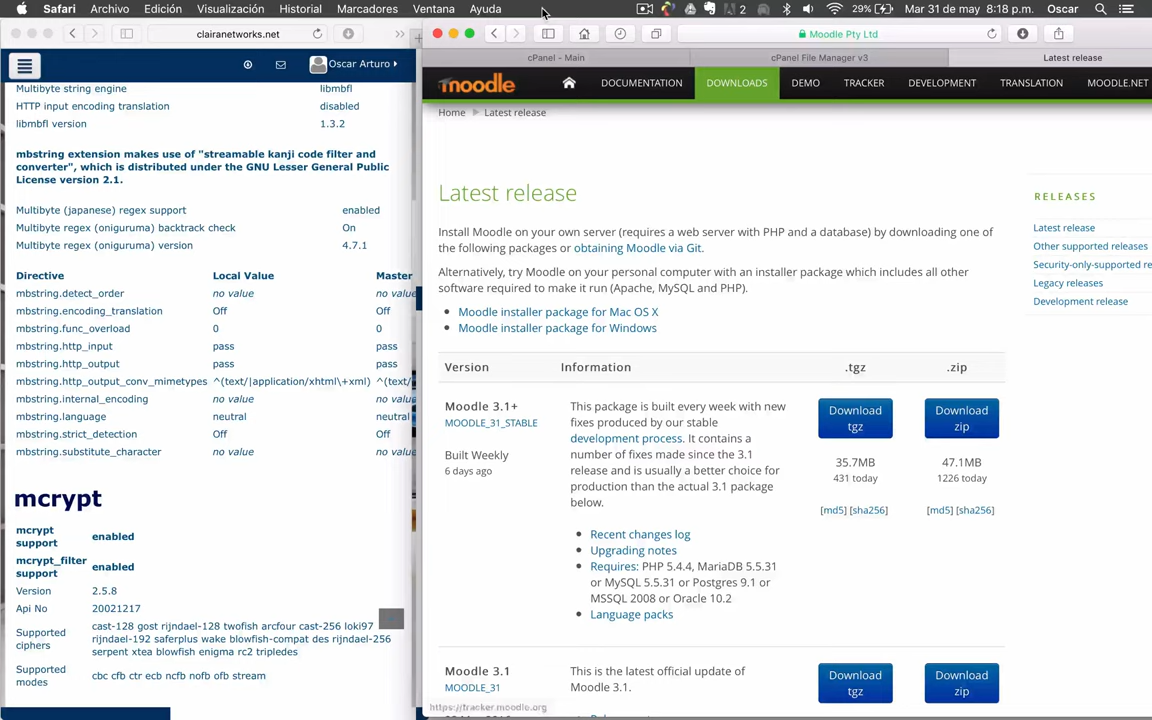 Safari Archivo Edición Visualización Historial Marcadores Ventana Ayuda 2 29% Mar 31 de may 8:18 p.m. Oscar
clairanetworks.net
Oscar Arturo
Multibyte string engine libmbfl
HTTP input encoding translation disabled
libmbfl version 1.3.2
mbstring extension makes use of "streamable kanji code filter and
converter", which is distributed under the GNU Lesser General Public
License version 2.1.
Multibyte (japanese) regex support enabled
Multibyte regex (oniguruma) backtrack check On
Multibyte regex (oniguruma) version 4.7.1
Directive Local Value Master
mbstring.detect_order no value no valu
mbstring.encoding_translation Off Off
mbstring.func_overload 0 0
mbstring.http_input pass pass
mbstring.http_output pass pass
mbstring.http_output_conv_mimetypes ^(text/|application/xhtml\+xml) ^(text/
mbstring.internal_encoding no value no valu
mbstring.language neutral neutral
mbstring.strict_detection Off Off
mbstring.substitute_character no value no valu
mcrypt
mcrypt
support enabled
mcrypt_filter
support enabled
Version 2.5.8
Api No 20021217
Supported
ciphers
cast-128 gost rijndael-128 twofish arcfour cast-256 loki97
rijndael-192 saferplus wake blowfish-compat des rijndael-256
serpent xtea blowfish enigma rc2 tripledes
Supported
modes
cbc cfb ctr ecb ncfb nofb ofb stream
Moodle Pty Ltd
cPanel - Main cPanel File Manager v3 Latest release
moodle DOCUMENTATION DOWNLOADS DEMO TRACKER DEVELOPMENT TRANSLATION MOODLE.NET
Home Latest release
Latest release
Install Moodle on your own server (requires a web server with PHP and a database) by downloading one of
the following packages or obtaining Moodle via Git.
Alternatively, try Moodle on your personal computer with an installer package which includes all other
software required to make it run (Apache, MySQL and PHP).
Moodle installer package for Mac OS X
Moodle installer package for Windows
Version Information .tgz .zip
Moodle 3.1+
MOODLE_31_STABLE
Built Weekly
6 days ago
This package is built every week with new
fixes produced by our stable
development process. It contains a
number of fixes made since the 3.1
release and is usually a better choice for
production than the actual 3.1 package
below.
Recent changes log
Upgrading notes
Requires: PHP 5.4.4, MariaDB 5.5.31
or MySQL 5.5.31 or Postgres 9.1 or
MSSQL 2008 or Oracle 10.2
Language packs
Download
tgz
35.7MB
431 today
[md5] [sha256]
Download
zip
47.1MB
1226 today
[md5] [sha256]
Moodle 3.1
MOODLE_31
This is the latest official update of
Moodle 3.1.
Download
tgz
Download
zip
https://tracker.moodle.org
RELEASES
Latest release
Other supported releases
Security-only-supported re
Legacy releases
Development release